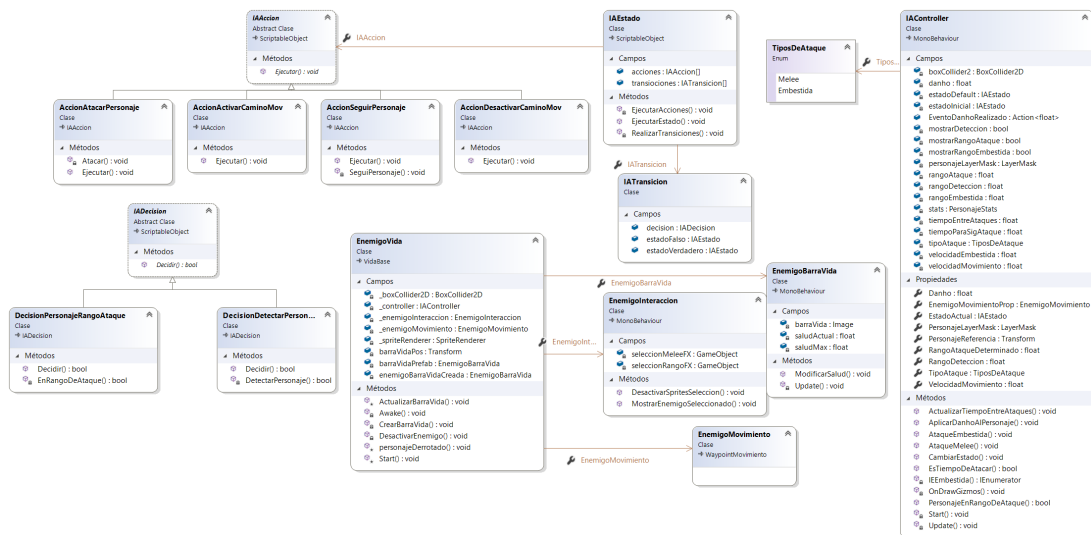 IAAccion
Abstract Clase
ScriptableObject
Métodos
Ejecutar() : void
IAAccion
AccionAtacarPersonaje
Clase
IAAccion
Métodos
Atacar() : void
Ejecutar() : void
AccionActivarCaminoMov
Clase
IAAccion
Métodos
Ejecutar() : void
AccionSeguirPersonaje
Clase
IAAccion
Métodos
Ejecutar() : void
SeguiPersonaje() : void
AccionDesactivarCaminoMov
Clase
IAAccion
Métodos
Ejecutar() : void
IAEstado
Clase
ScriptableObject
Campos
acciones : IAAccion[]
transiociones : IATransicion[]
Métodos
EjecutarAcciones() : void
EjecutarEstado() : void
RealizarTransiciones() : void
IATransicion
IATransicion
Clase
Campos
decision : IADecision
estadoFalso : IAEstado
estadoVerdadero : IAEstado
TiposDeAtaque
Enum
Melee
Embestida
Tipos...
IAController
Clase
MonoBehaviour
Campos
boxCollider2 : BoxCollider2D
danho : float
estadoDefault : IAEstado
estadoInicial : IAEstado
EventoDanhoRealizado : Action<float>
mostrarDeteccion : bool
mostrarRangoAtaque : bool
mostrarRangoEmbestida : bool
personajeLayerMask : LayerMask
rangoAtaque : float
rangoDeteccion : float
rangoEmbestida : float
stats : PersonajeStats
tiempoEntreAtaques : float
tiempoParaSigAtaque : float
tipoAtaque : TiposDeAtaque
velocidadEmbestida : float
velocidadMovimiento : float
Propiedades
Danho : float
EnemigoMovimientoProp : EnemigoMovimiento
EstadoActual : IAEstado
PersonajeLayerMask : LayerMask
PersonajeReferencia : Transform
RangoAtaqueDeterminado : float
RangoDeteccion : float
TipoAtaque : TiposDeAtaque
VelocidadMovimiento : float
Métodos
ActualizarTiempoEntreAtaques() : void
AplicarDanhoAlPersonaje() : void
AtaqueEmbestida() : void
AtaqueMelee() : void
CambiarEstado() : void
EsTiempoDeAtacar() : bool
IEEmbestida() : IEnumerator
OnDrawGizmos() : void
PersonajeEnRangoDeAtaque() : bool
Start() : void
Update() : void
IADecision
Abstract Clase
ScriptableObject
Métodos
Decidir() : bool
DecisionPersonajeRangoAtaque
Clase
IADecision
Métodos
Decidir() : bool
EnRangoDeAtaque() : bool
DecisionDetectarPerson...
Clase
IADecision
Métodos
Decidir() : bool
DetectarPersonaje() : bool
EnemigoVida
Clase
VidaBase
Campos
_boxCollider2D : BoxCollider2D
_controller : IAController
_enemigoInteraccion : EnemigoInteraccion
_enemigoMovimiento : EnemigoMovimiento
_spriteRenderer : SpriteRenderer
barraVidaPos : Transform
barraVidaPrefab : EnemigoBarraVida
enemigoBarraVidaCreada : EnemigoBarraVida
Métodos
ActualizarBarraVida() : void
Awake() : void
CrearBarraVida() : void
DesactivarEnemigo() : void
personajeDerrotado() : void
Start() : void
EnemigoBarraVida
EnemigoInt...
EnemigoMovimiento
EnemigoInteraccion
Clase
MonoBehaviour
Campos
seleccionMeleeFX : GameObject
seleccionRangoFX : GameObject
Métodos
DesactivarSpritesSeleccion() : void
MostrarEnemigoSeleccionado() : void
EnemigoBarraVida
Clase
MonoBehaviour
Campos
barraVida : Image
saludActual : float
saludMax : float
Métodos
ModificarSalud() : void
Update() : void
EnemigoMovimiento
Clase
WaypointMovimiento